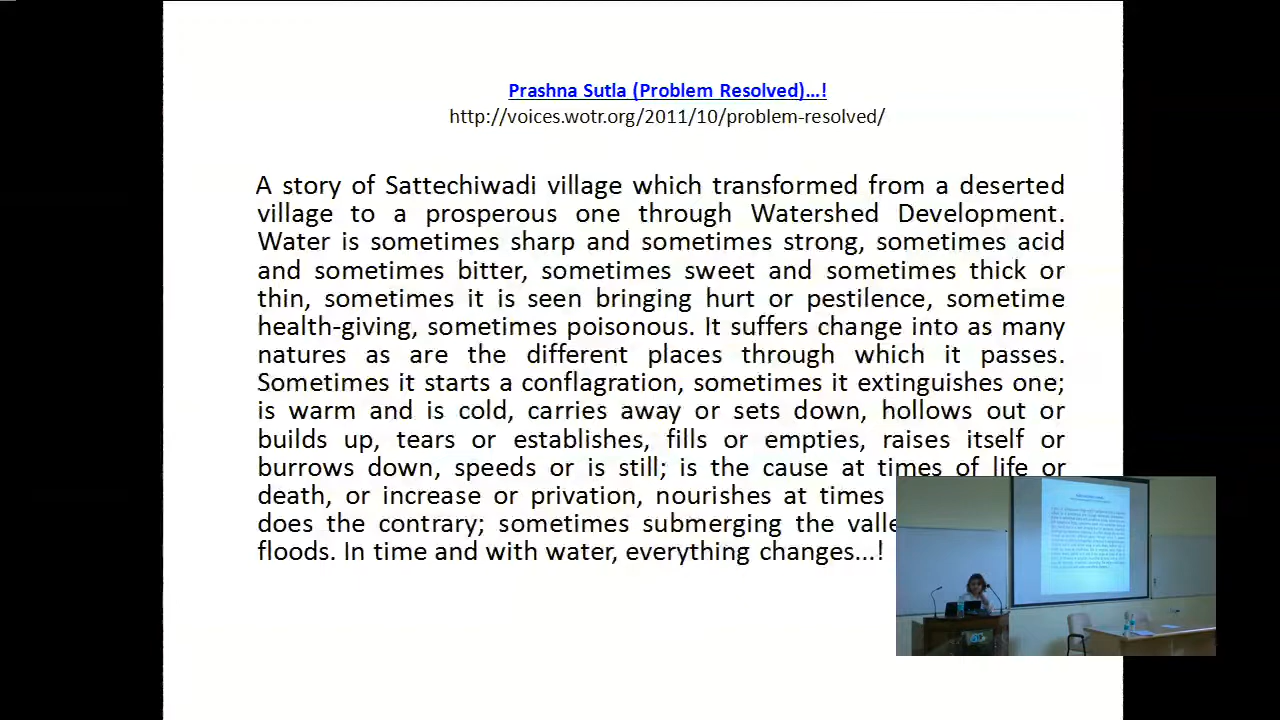 Prashna Sutla (Problem Resolved)...!
http://voices.wotr.org/2011/10/problem-resolved/
A story of Sattechiwadi village which transformed from a deserted
village to a prosperous one through Watershed Development.
Water is sometimes sharp and sometimes strong, sometimes acid
and sometimes bitter, sometimes sweet and sometimes thick or
thin, sometimes it is seen bringing hurt or pestilence, sometime
health-giving, sometimes poisonous. It suffers change into as many
natures as are the different places through which it passes.
Sometimes it starts a conflagration, sometimes it extinguishes one;
is warm and is cold, carries away or sets down, hollows out or
builds up, tears or establishes, fills or empties, raises itself or
burrows down, speeds or is still; is the cause at times of life or
death, or increase or privation, nourishes at times
does the contrary; sometimes submerging the
floods. In time and with water, everything changes...!